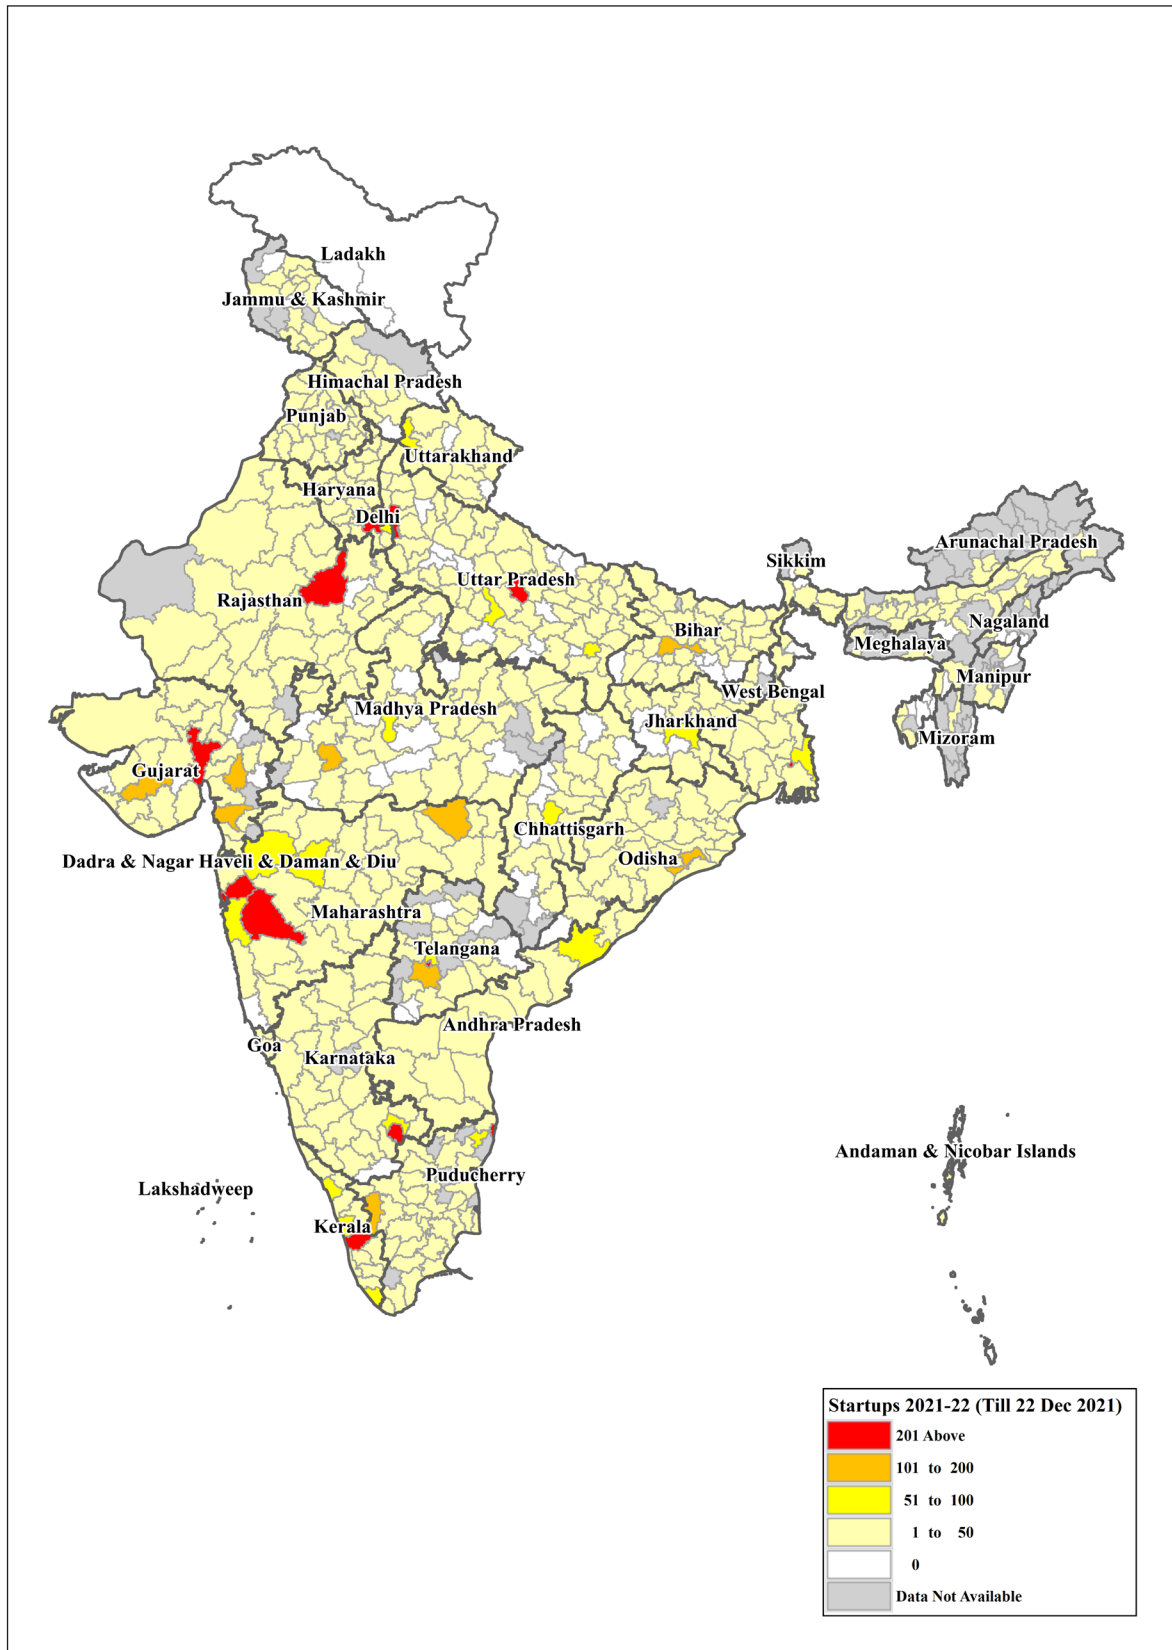 Ladakh
Jammu & Kashmir
Himachal Pradesh
Punjab
Uttarakhand
Haryana
Delhi
Arunachal Pradesh
Sikkim
Uttar Pradesh
Rajasthan
Nagaland
Bihar
Meghalaya
Manipur
West Bengal
Madhya Pradesh
Jharkhand
Mizoram
Gujarat
Chhattisgarh
Dadra & Nagar Haveli & Daman & Diu
Odisha
Maharashtra
Telangana
Andhra Pradesh
Goa
Karnataka
Andaman & Nicobar Islands
Puducherry
Lakshadweep
Kerala
Startups 2021-22 (Till 22 Dec 2021)
201 Above
101 to 200
51 to 100
1 to 50
0
Data Not Available